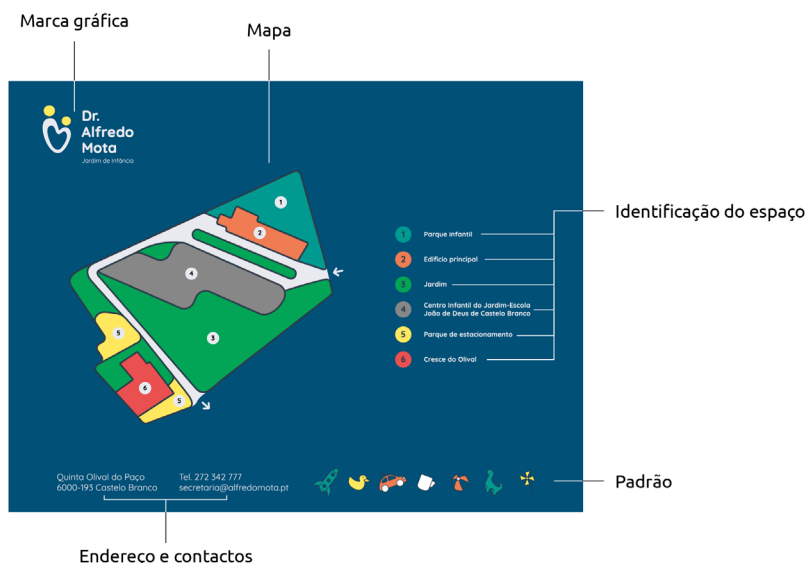 Marca gráfica
Mapa
Dr.
Alfredo
Mota
Jardim de Infância
1
2
4
3
5
6
5
1 Parque infantil
2 Edifício principal
3 Jardim
4 Centro Infantil do Jardim-Escola
João de Deus de Castelo Branco
5 Parque de estacionamento
6 Cresce do Olival
Identificação do espaço
Quinta Olival do Paço
6000-193 Castelo Branco
Tel. 272 342 777
secretaria@alfredomota.pt
Padrão
Endereço e contactos